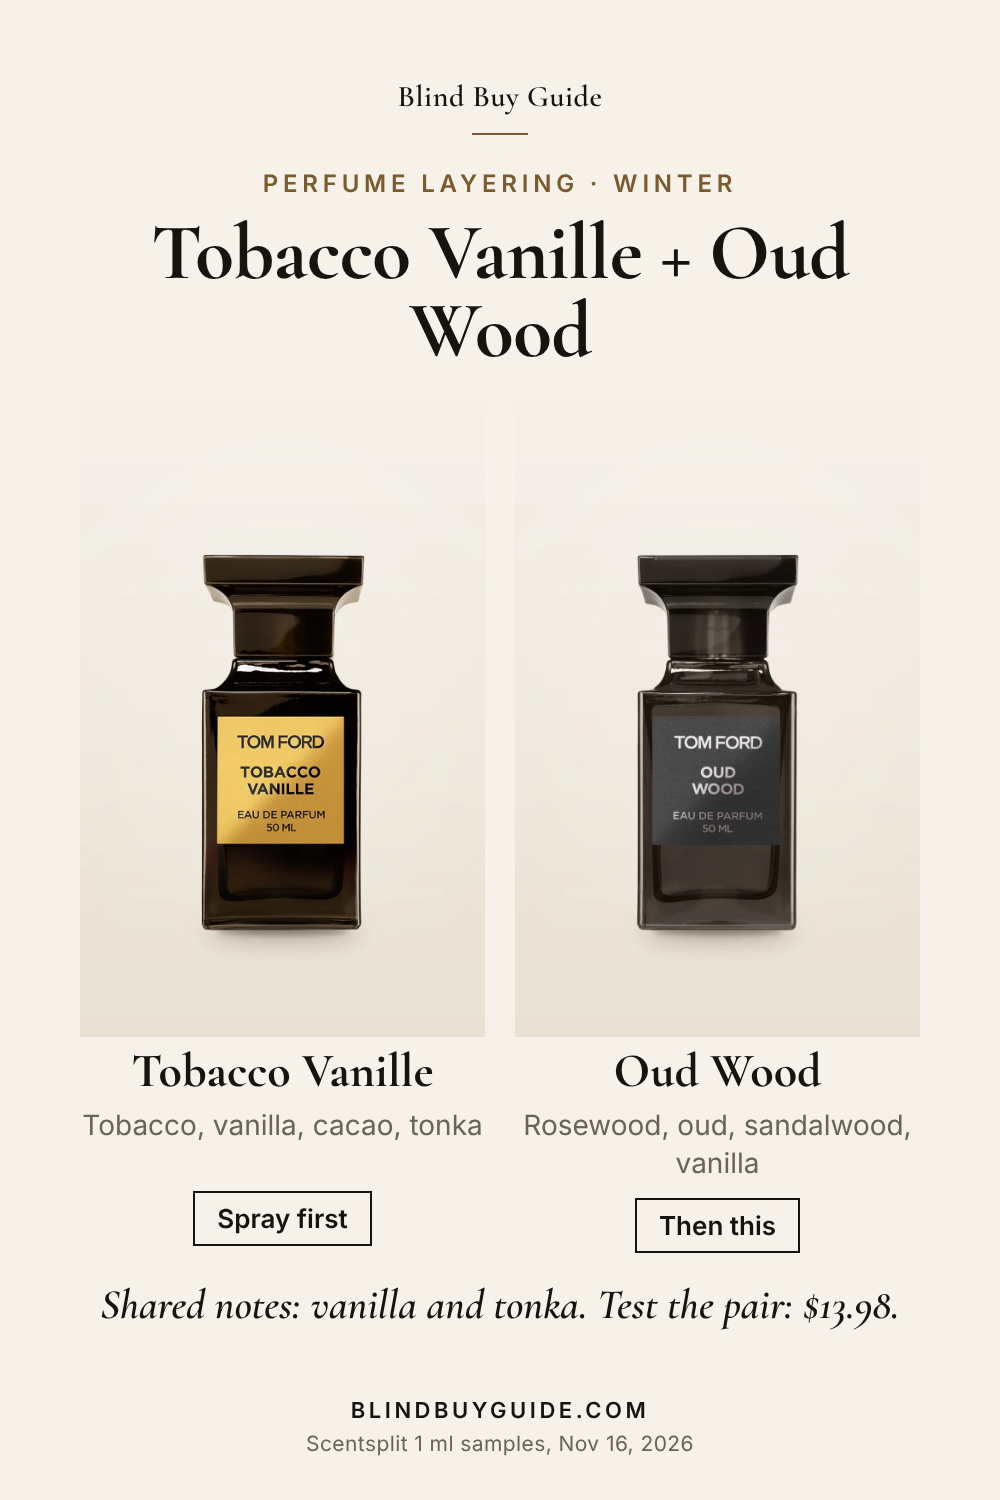 Blind Buy Guide
PERFUME LAYERING · WINTER
Tobacco Vanille + Oud
Wood
TOM FORD
TOBACCO
VANILLE
EAU DE PARFUM
50 ML
TOM FORD
OUD
WOOD
EAU DE PARFUM
50 ML
Tobacco Vanille
Tobacco, vanilla, cacao, tonka
Spray first
Oud Wood
Rosewood, oud, sandalwood,
vanilla
Then this
Shared notes: vanilla and tonka. Test the pair: $13.98.
BLINDBUYGUIDE.COM
Scentsplit 1 ml samples, Nov 16, 2026